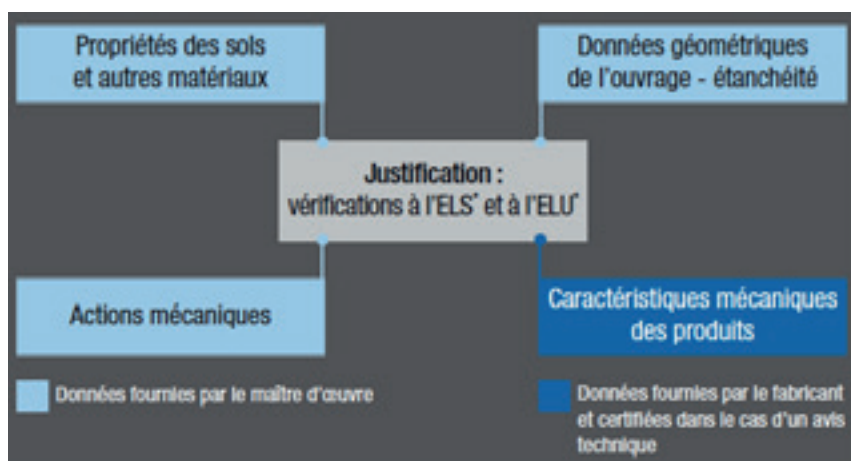 Propriétés des sols
et autres matériaux
Données géométriques
de l'ouvrage - étanchéité
Justification :
vérifications à l'ELS* et à l'ELU*
Actions mécaniques
Caractéristiques mécaniques
des produits
Données fournies par le maître d'œuvre
Données fournies par le fabricant
et certifiées dans le cas d'un avis
technique